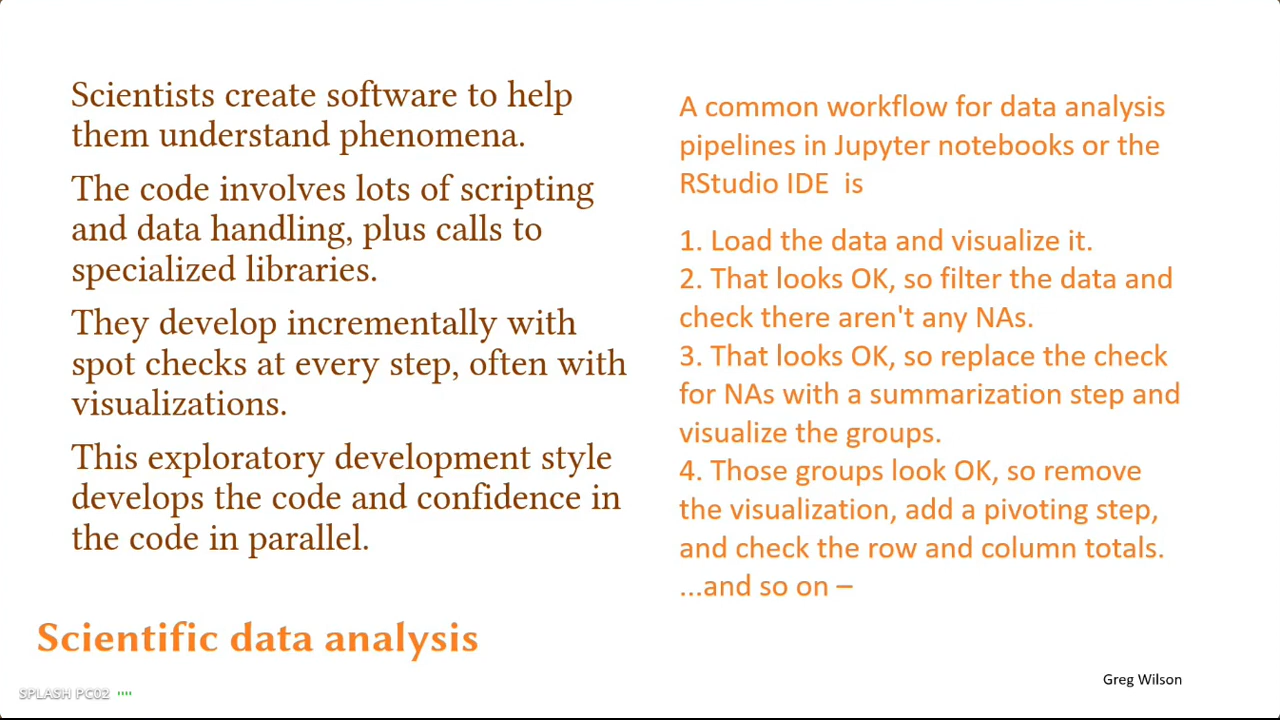 Scientists create software to help
them understand phenomena.
The code involves lots of scripting
and data handling, plus calls to
specialized libraries.
They develop incrementally with
spot checks at every step, often with
visualizations.
This exploratory development style
develops the code and confidence in
the code in parallel.
A common workflow for data analysis
pipelines in Jupyter notebooks or the
RStudio IDE is
1. Load the data and visualize it.
2. That looks OK, so filter the data and
check there aren't any NAs.
3. That looks OK, so replace the check
for NAs with a summarization step and
visualize the groups.
4. Those groups look OK, so remove
the visualization, add a pivoting step,
and check the row and column totals.
...and so on –
Scientific data analysis
Greg Wilson
SPLASH PC02